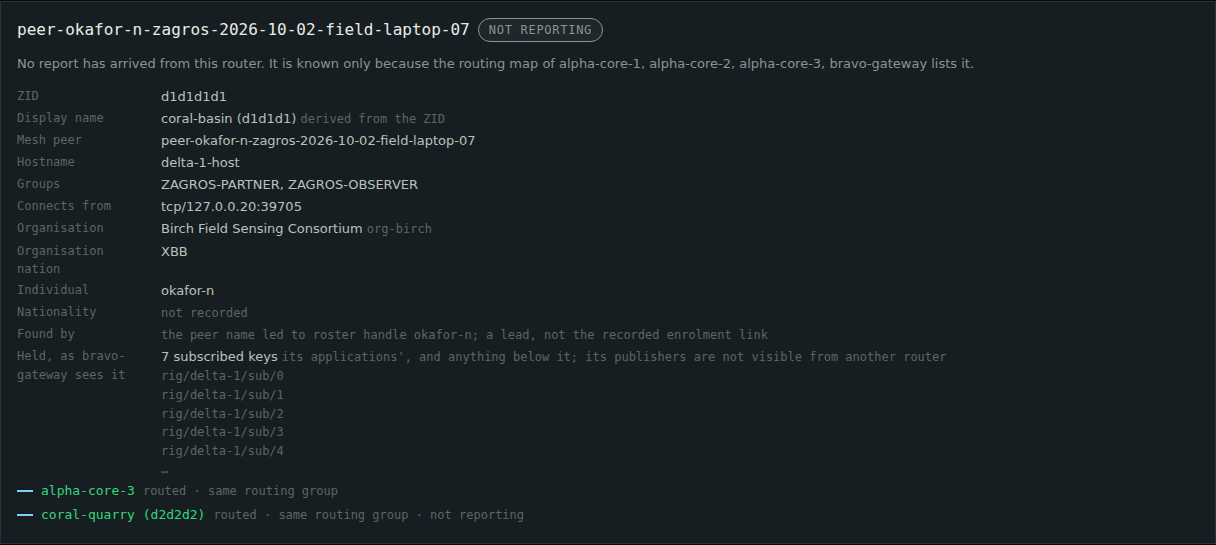 peer-okafor-n-zagros-2026-10-02-field-laptop-07 NOT REPORTING
No report has arrived from this router. It is known only because the routing map of alpha-core-1, alpha-core-2, alpha-core-3, bravo-gateway lists it.
ZID d1d1d1d1
Display name coral-basin (d1d1d1) derived from the ZID
Mesh peer peer-okafor-n-zagros-2026-10-02-field-laptop-07
Hostname delta-1-host
Groups ZAGROS-PARTNER, ZAGROS-OBSERVER
Connects from tcp/127.0.0.20:39705
Organisation Birch Field Sensing Consortium org-birch
Organisation XBB
nation
Individual okafor-n
Nationality not recorded
Found by the peer name led to roster handle okafor-n; a lead, not the recorded enrolment link
Held, as bravo- 7 subscribed keys its applications', and anything below it; its publishers are not visible from another router
gateway sees it rig/delta-1/sub/0
rig/delta-1/sub/1
rig/delta-1/sub/2
rig/delta-1/sub/3
rig/delta-1/sub/4
…
alpha-core-3 routed · same routing group
coral-quarry (d2d2d2) routed · same routing group · not reporting